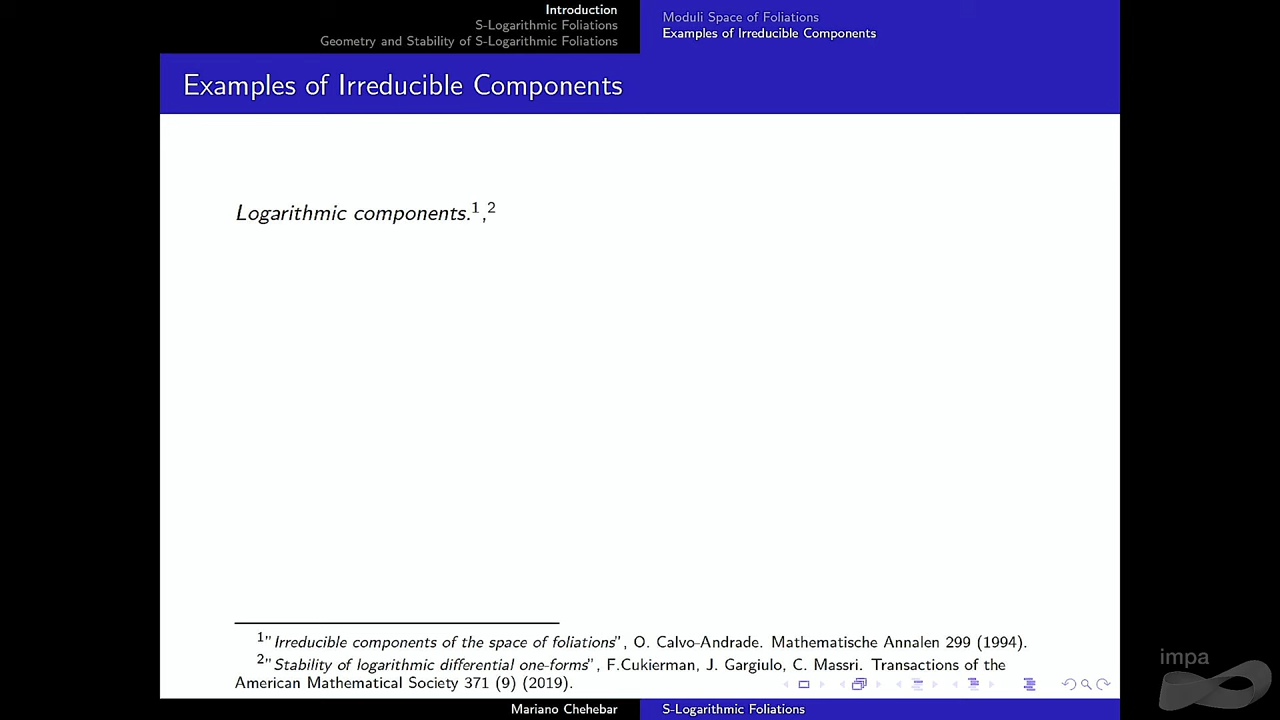 Introduction
S-Logarithmic Foliations
Geometry and Stability of S-Logarithmic Foliations
Moduli Space of Foliations
Examples of Irreducible Components
Examples of Irreducible Components
Logarithmic components.¹,²
¹"Irreducible components of the space of foliations", O. Calvo-Andrade. Mathematische Annalen 299 (1994).
²"Stability of logarithmic differential one-forms", F.Cukierman, J. Gargiulo, C. Massri. Transactions of the
American Mathematical Society 371 (9) (2019).
Mariano Chehebar
S-Logarithmic Foliations
impa